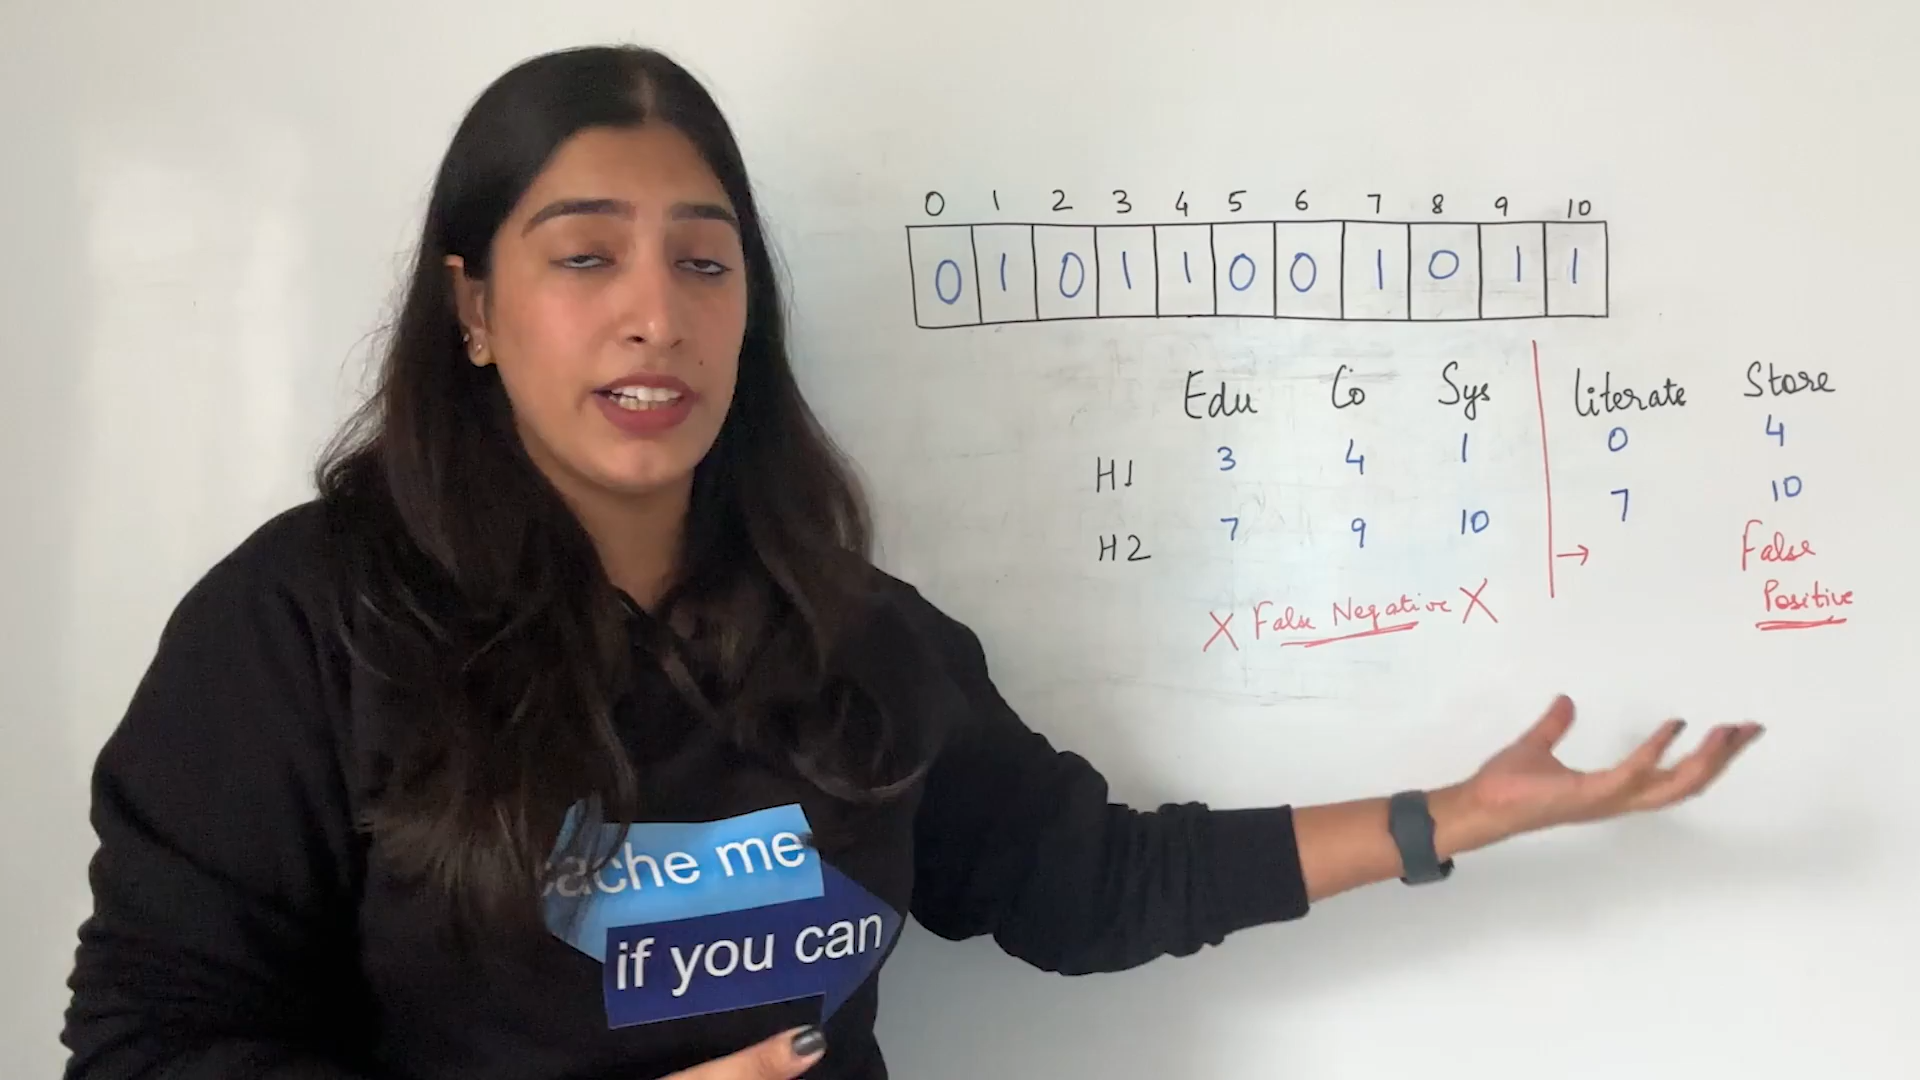 0 1 2 3 4 5 6 7 8 9 10
0 1 0 1 1 0 0 1 0 1 1
Edu Co Sys literate Store
H1 3 4 1 0 4
H2 7 9 10 7 10
→ False
X False Negative X Positive
cache me
if you can